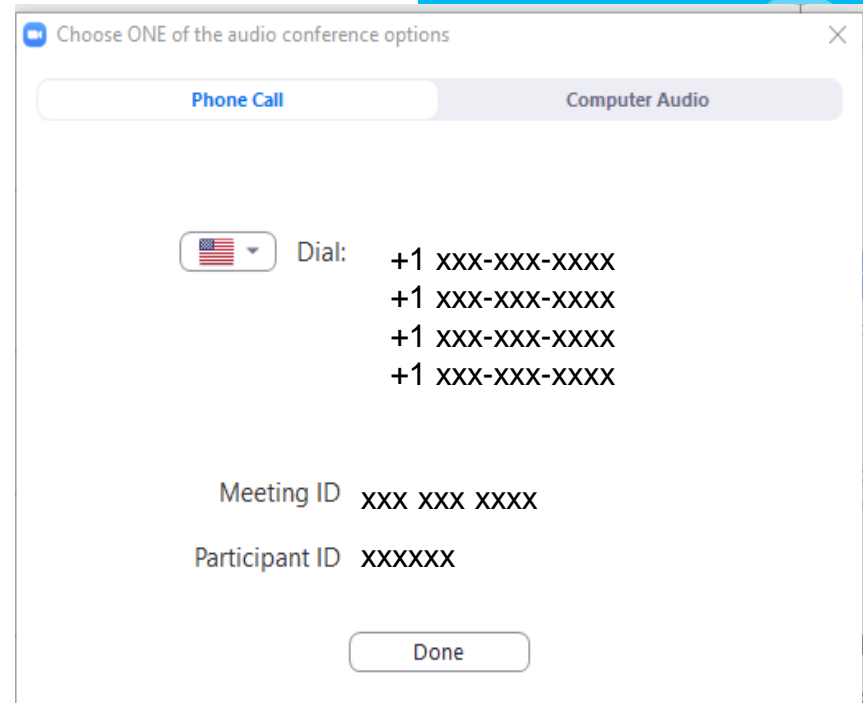 Choose ONE of the audio conference options
Phone Call Computer Audio
Dial: +1 xxx-xxx-xxxx
+1 xxx-xxx-xxxx
+1 xxx-xxx-xxxx
+1 xxx-xxx-xxxx
Meeting ID xxx xxx xxxx
Participant ID xxxxxx
Done